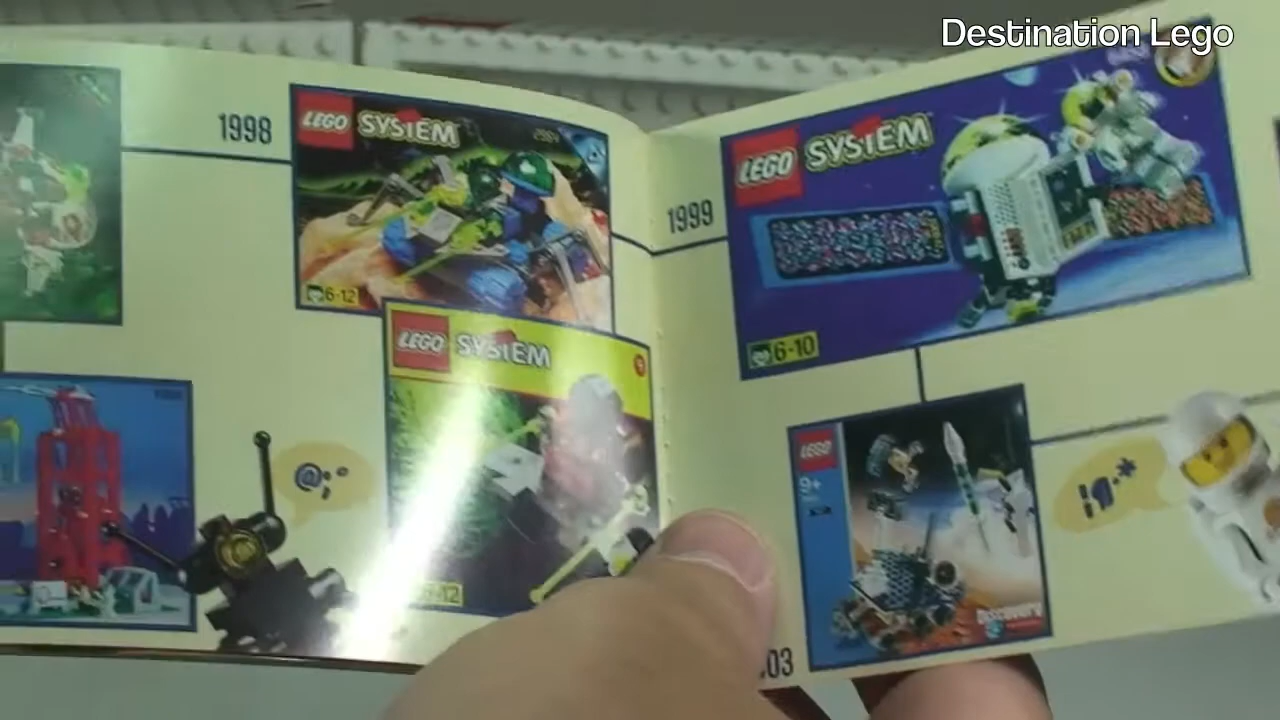 Destination Lego
1998
LEGO SYSTEM
6-12
LEGO SYSTEM
1999
LEGO SYSTEM
6-10
LEGO
9+
DISCOVERY
03